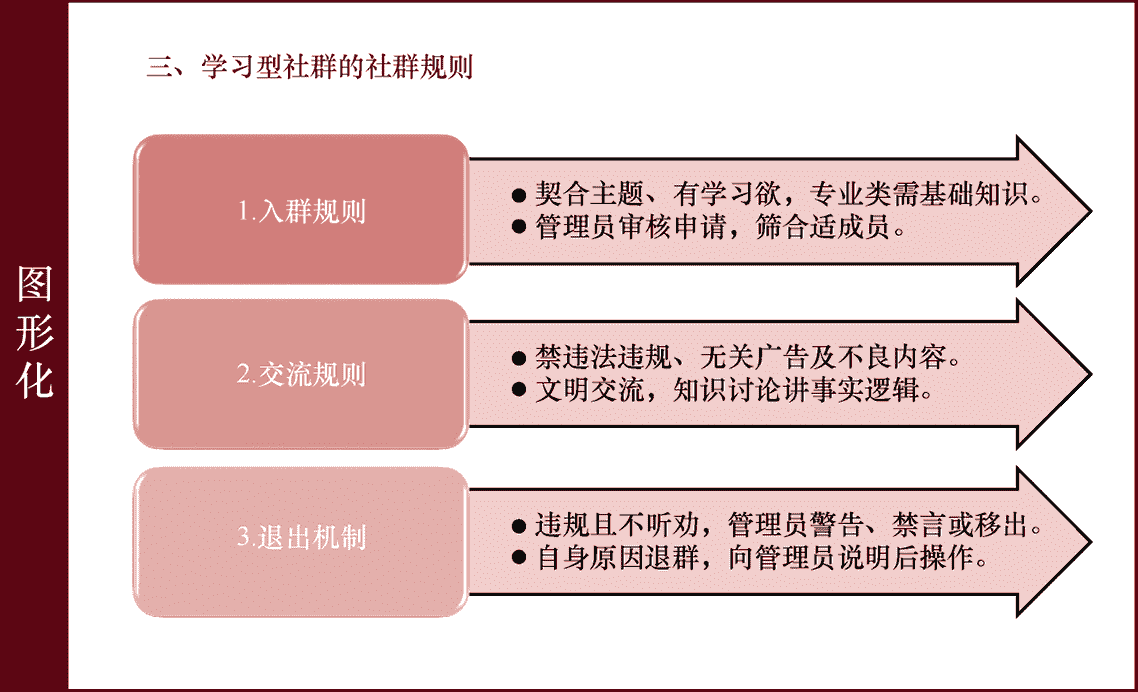 图形化
三、学习型社群的社群规则
1.入群规则
●契合主题、有学习欲，专业类需基础知识。
●管理员审核申请，筛合适成员。
2.交流规则
●禁违法违规、无关广告及不良内容。
●文明交流，知识讨论讲事实逻辑。
3.退出机制
●违规且不听劝，管理员警告、禁言或移出。
●自身原因退群，向管理员说明后操作。